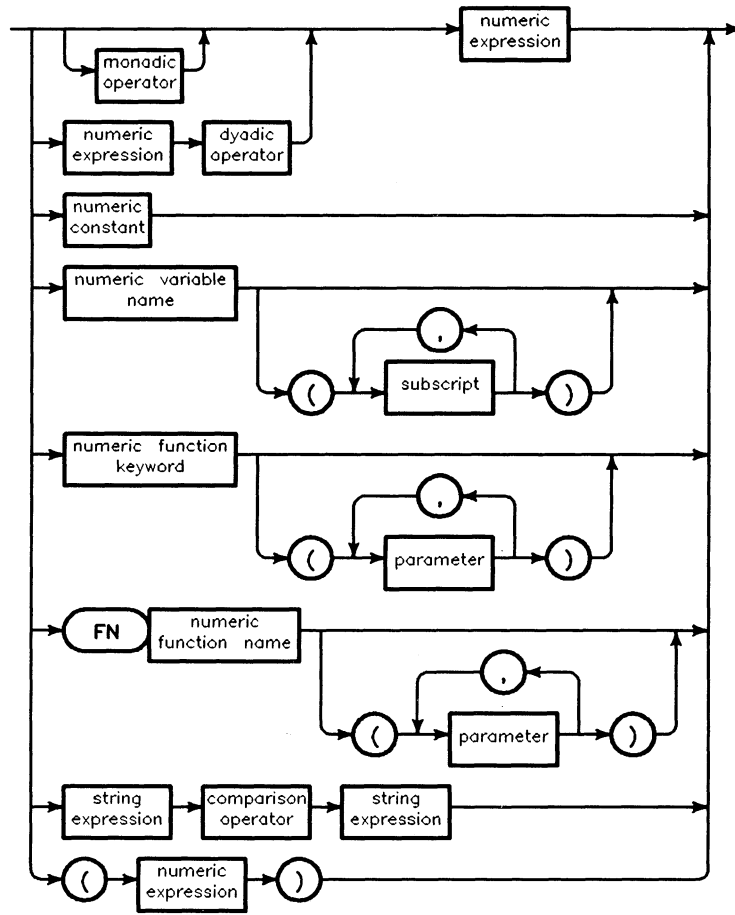 numeric
expression
monadic
operator
numeric
expression
dyadic
operator
numeric
constant
numeric variable
name
,
(
subscript
)
numeric function
keyword
,
(
parameter
)
FN
numeric
function name
,
(
parameter
)
string
expression
comparison
operator
string
expression
(
numeric
expression
)